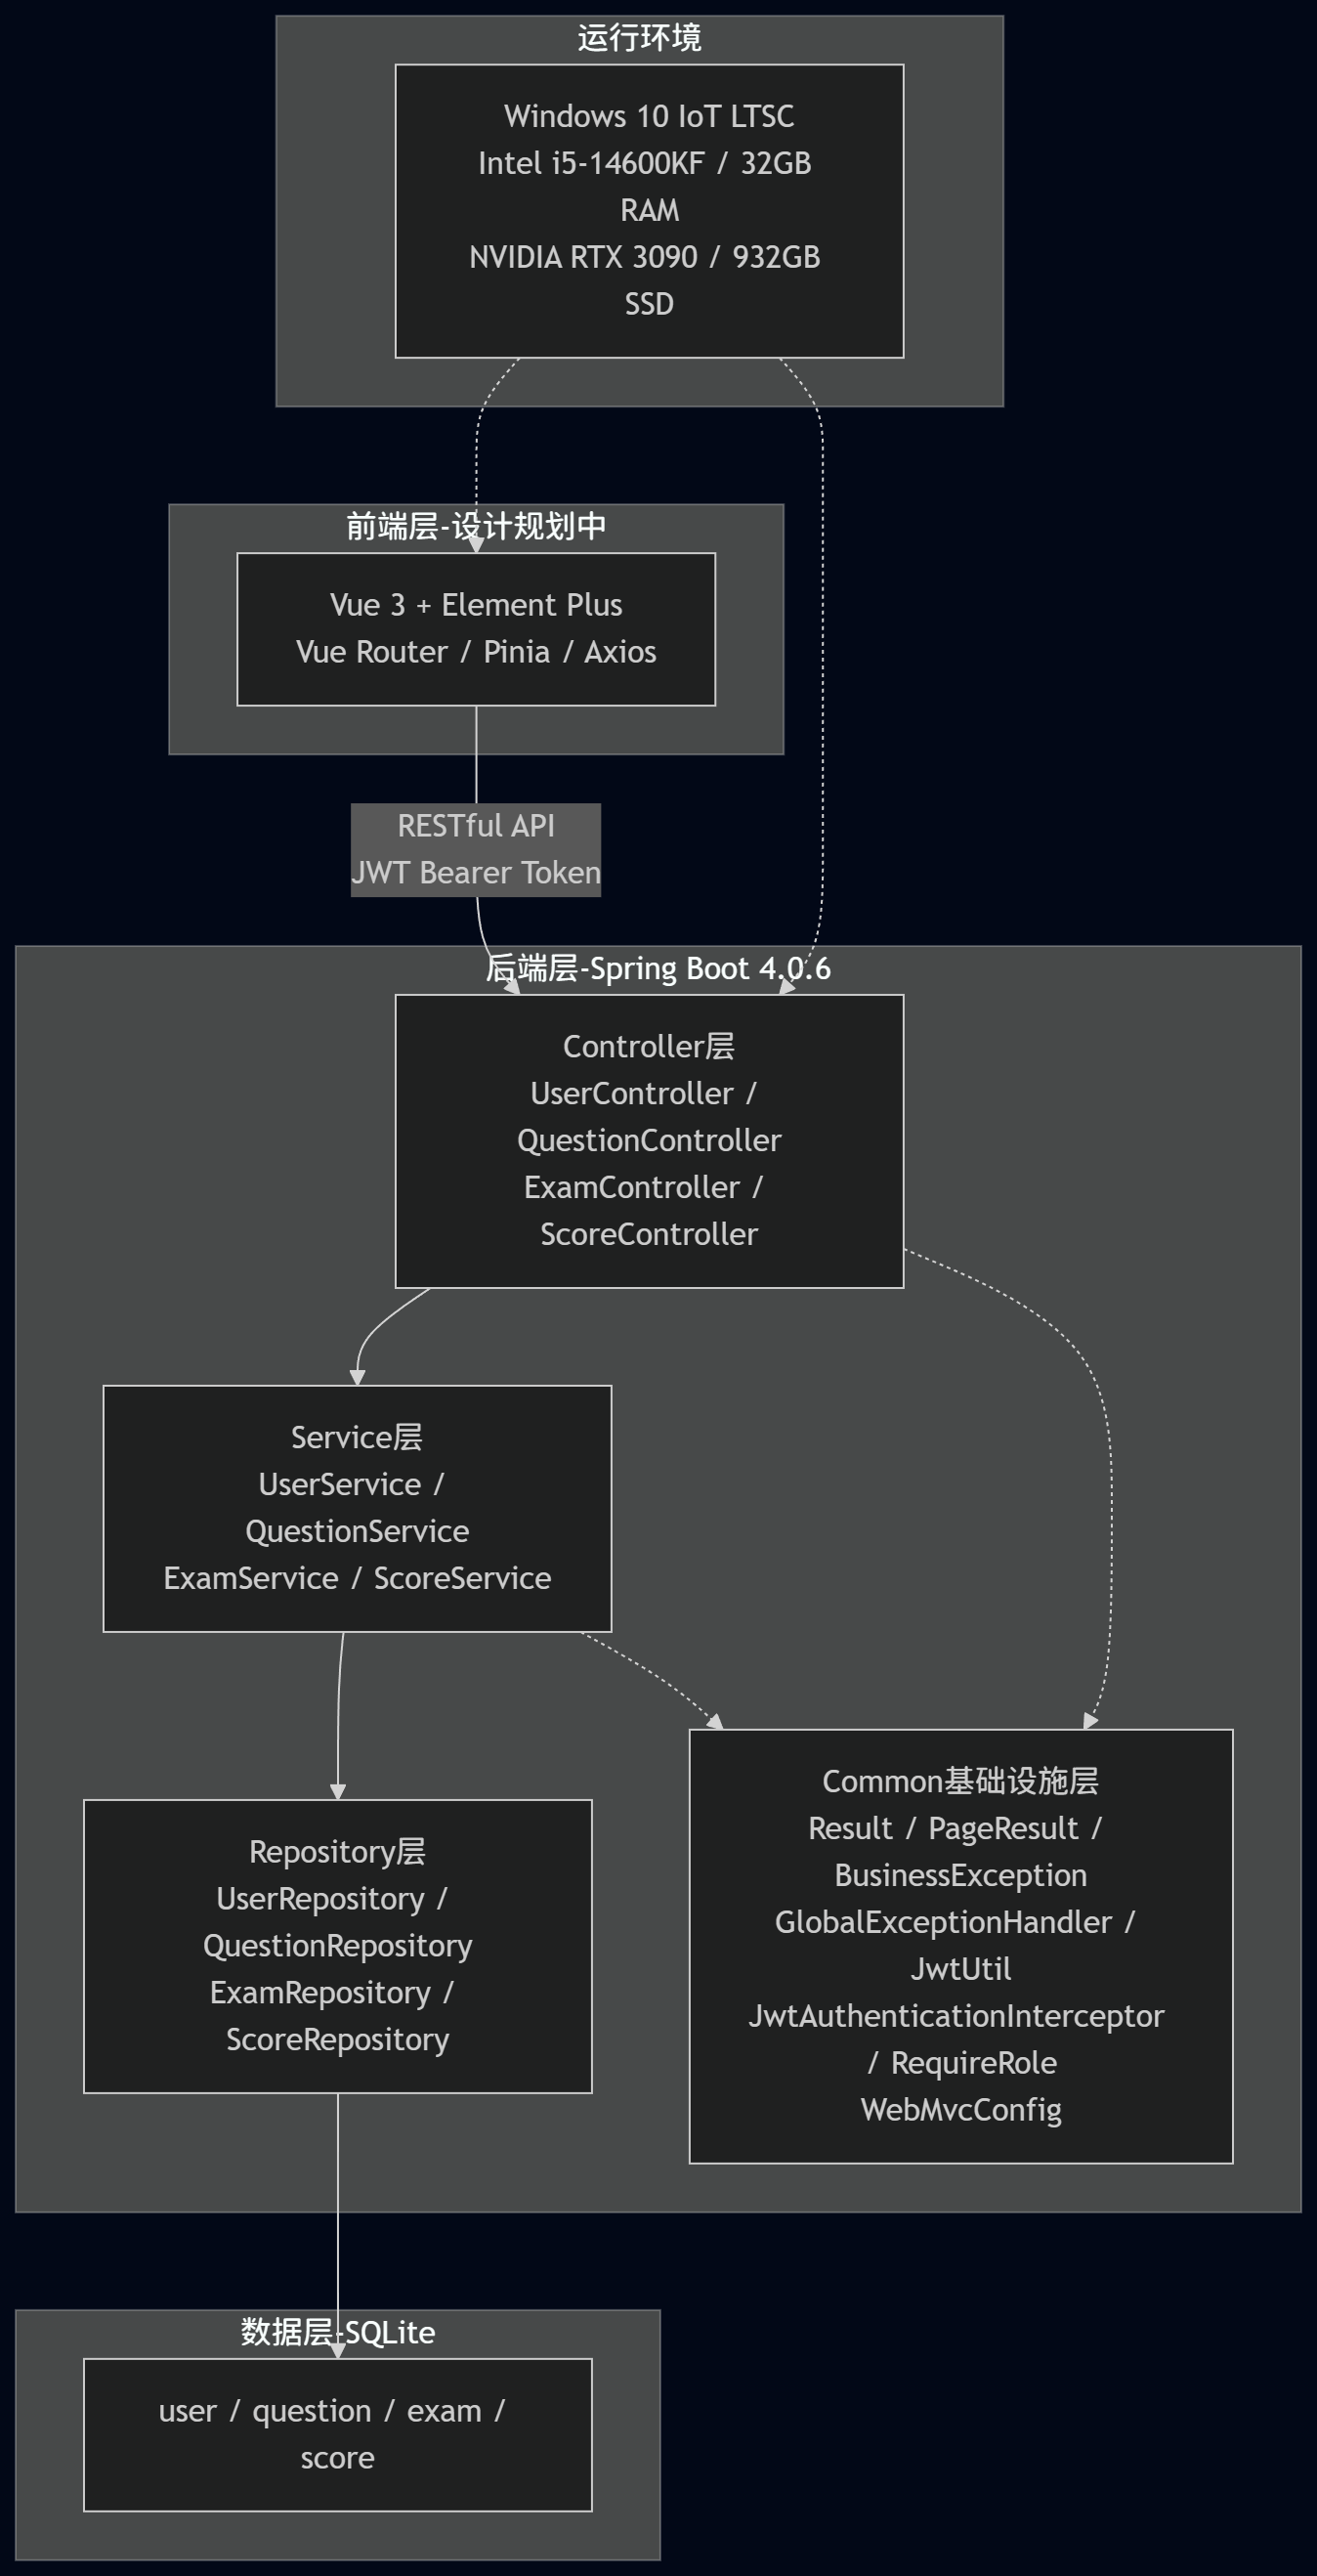 运行环境
Windows 10 IoT LTSC
Intel i5-14600KF / 32GB
RAM
NVIDIA RTX 3090 / 932GB
SSD
前端层-设计规划中
Vue 3 + Element Plus
Vue Router / Pinia / Axios
RESTful API
JWT Bearer Token
后端层-Spring Boot 4.0.6
Controller层
UserController /
QuestionController
ExamController /
ScoreController
Service层
UserService /
QuestionService
ExamService / ScoreService
Repository层
UserRepository /
QuestionRepository
ExamRepository /
ScoreRepository
Common基础设施层
Result / PageResult /
BusinessException
GlobalExceptionHandler /
JwtUtil
JwtAuthenticationInterceptor
/ RequireRole
WebMvcConfig
数据层-SQLite
user / question / exam /
score